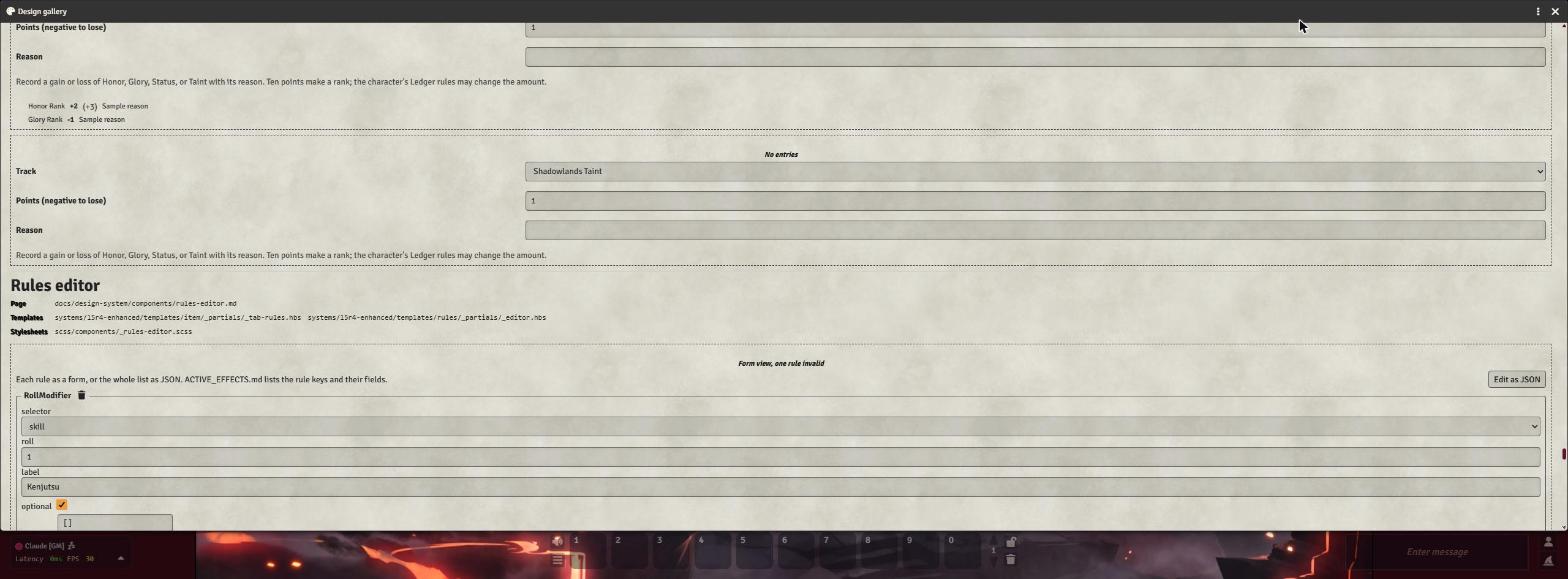 Design gallery
Points (negative to lose) 1
Reason
Record a gain or loss of Honor, Glory, Status, or Taint with its reason. Ten points make a rank; the character's Ledger rules may change the amount.
Honor Rank +2 (+3) Sample reason
Glory Rank -1 Sample reason
No entries
Track Shadowlands Taint
Points (negative to lose) 1
Reason
Record a gain or loss of Honor, Glory, Status, or Taint with its reason. Ten points make a rank; the character's Ledger rules may change the amount.
Rules editor
Page docs/design-system/components/rules-editor.md
Templates systems/l5r4-enhanced/templates/item/_partials/_tab-rules.hbs systems/l5r4-enhanced/templates/rules/_partials/_editor.hbs
Stylesheets scss/components/_rules-editor.scss
Form view, one rule invalid
Each rule as a form, or the whole list as JSON. ACTIVE_EFFECTS.md lists the rule keys and their fields. Edit as JSON
RollModifier
selector
skill
roll
1
label
Kenjutsu
optional
[]
Claude [GM]
Latency 0ms FPS 30
1 2 3 4 5 6 7 8 9 0
1
Enter message